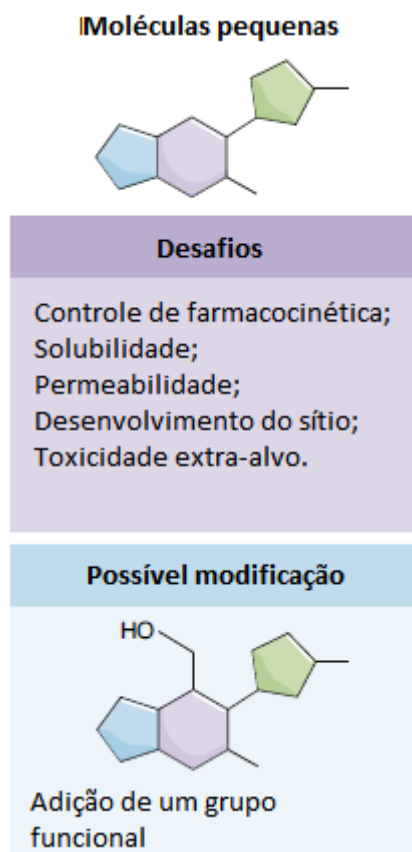 Moléculas pequenas
Desafios
Controle de farmacocinética;
Solubilidade;
Permeabilidade;
Desenvolvimento do sítio;
Toxicidade extra-alvo.
Possível modificação
HO
Adição de um grupo
funcional